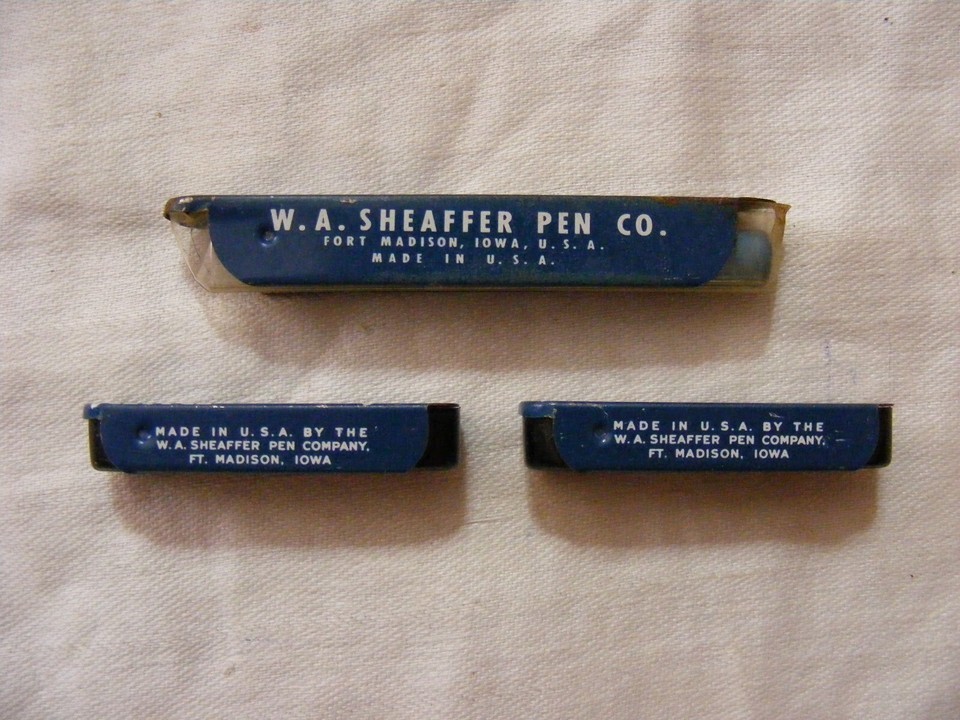 W. A. SHEAFFER PEN CO.
FORT MADISON, IOWA, U. S. A.
MADE IN U. S. A.
MADE IN U. S. A. BY THE
W. A. SHEAFFER PEN COMPANY,
FT. MADISON, IOWA
MADE IN U. S. A. BY THE
W. A. SHEAFFER PEN COMPANY,
FT. MADISON, IOWA